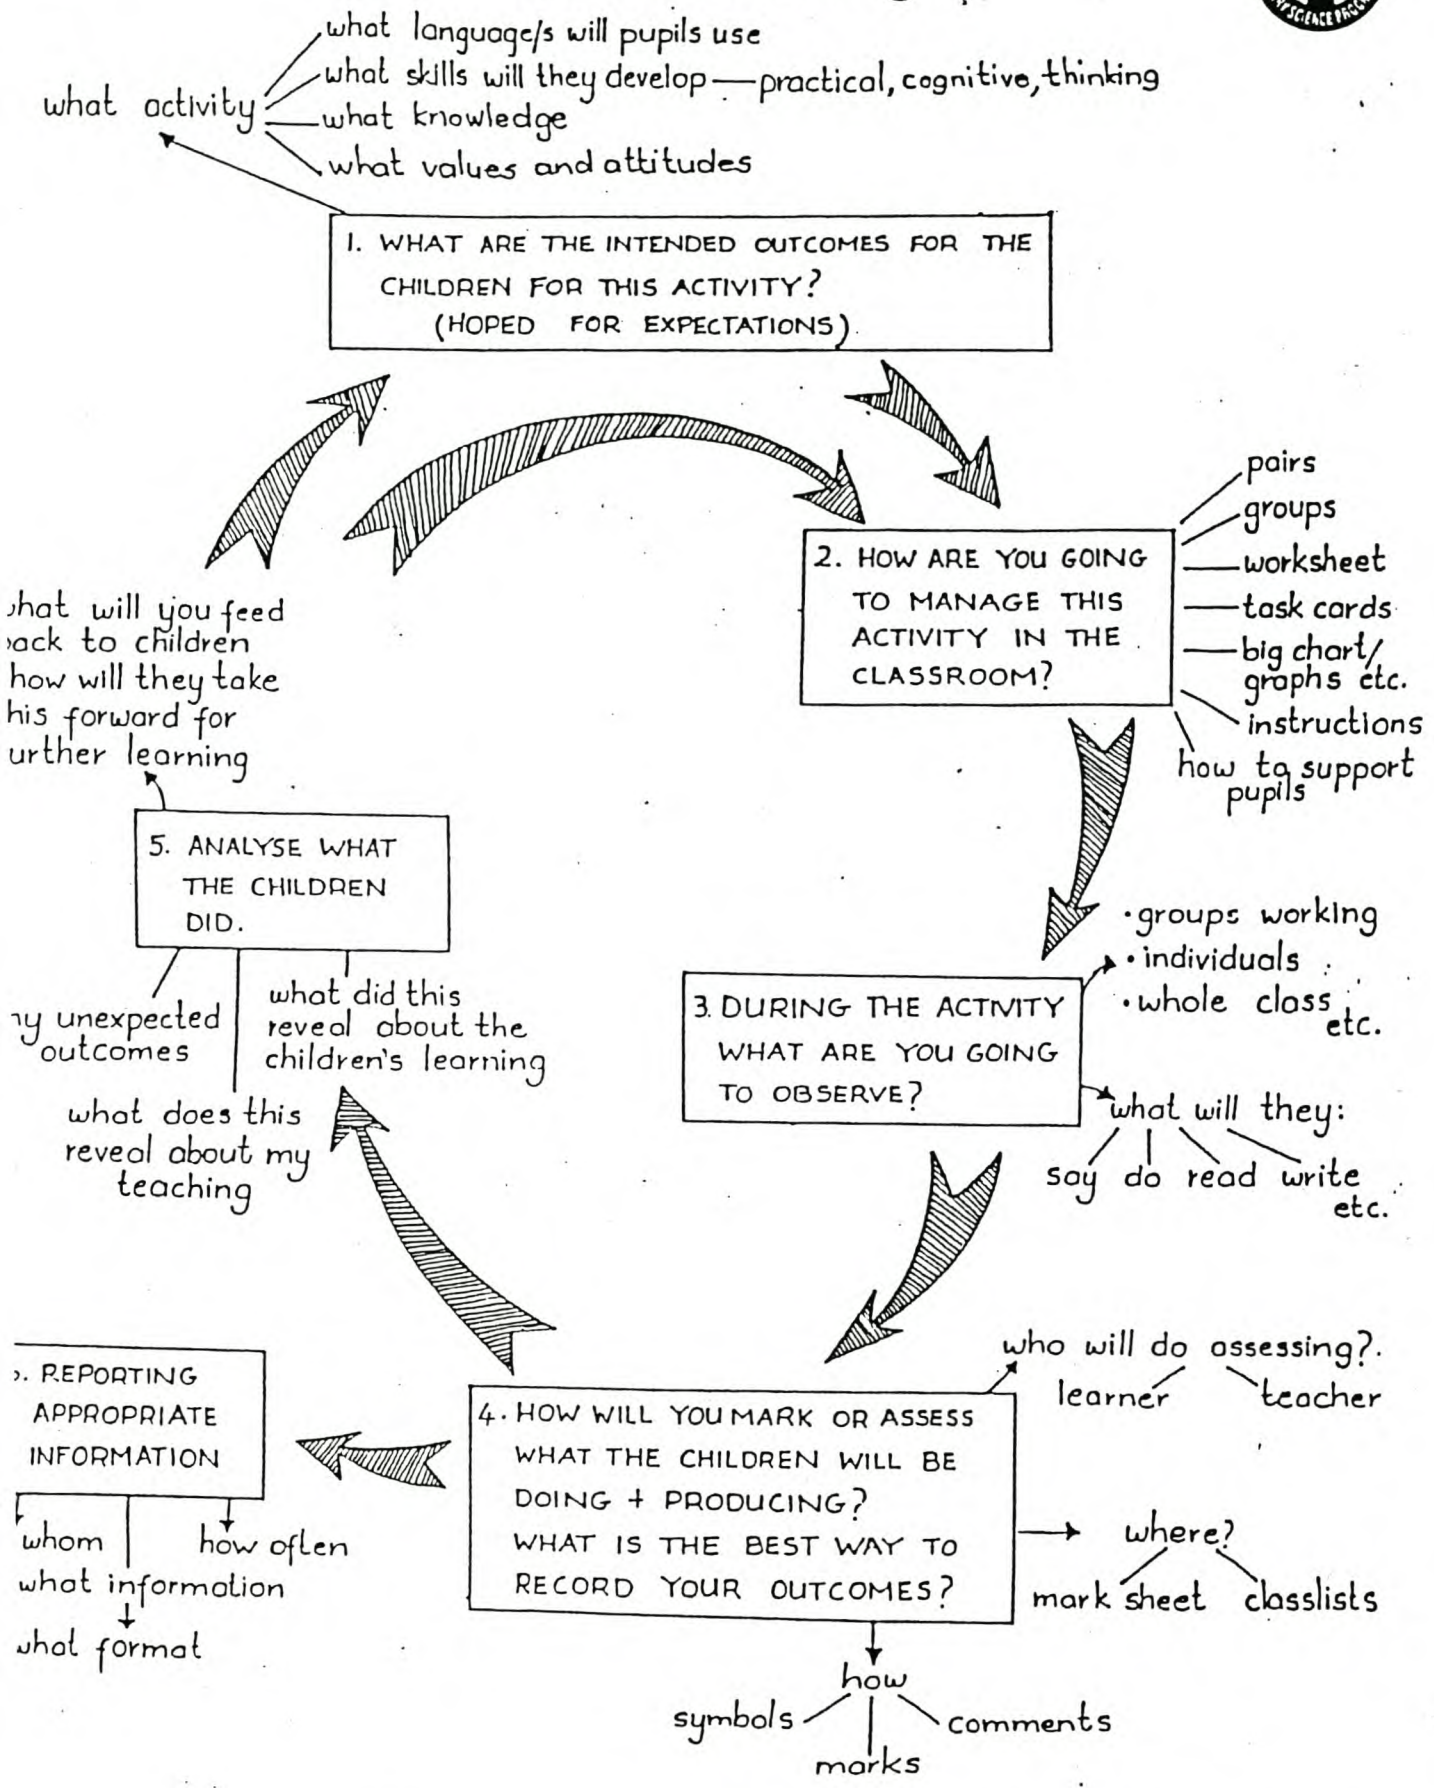 SCIENCE PROG
what language/s will pupils use
what skills will they develop — practical, cognitive, thinking
what activity
what knowledge
what values and attitudes
1. WHAT ARE THE INTENDED OUTCOMES FOR THE
CHILDREN FOR THIS ACTIVITY?
(HOPED FOR EXPECTATIONS).
2. HOW ARE YOU GOING
TO MANAGE THIS
ACTIVITY IN THE
CLASSROOM?
pairs
groups
worksheet
task cards
big chart/
graphs etc.
instructions
how to support
pupils
3. DURING THE ACTIVITY
WHAT ARE YOU GOING
TO OBSERVE?
• groups working
• individuals
• whole class
etc.
what will they:
say do read write
etc.
4. HOW WILL YOU MARK OR ASSESS
WHAT THE CHILDREN WILL BE
DOING + PRODUCING?
WHAT IS THE BEST WAY TO
RECORD YOUR OUTCOMES?
who will do assessing?.
learner teacher
where?
mark sheet classlists
how
symbols comments
marks
5. ANALYSE WHAT
THE CHILDREN
DID.
hat will you feed
ack to children
how will they take
his forward for
urther learning
ny unexpected
outcomes
what does this
reveal about my
teaching
what did this
reveal about the
children's learning
. REPORTING
APPROPRIATE
INFORMATION
whom
how often
what information
what format